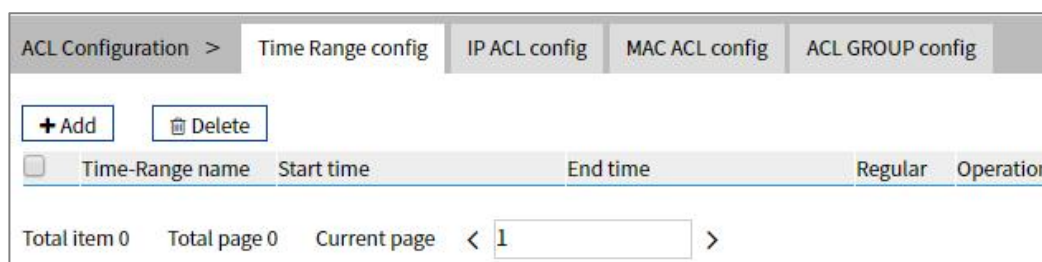 ACL Configuration > Time Range config IP ACL config MAC ACL config ACL GROUP config
+ Add Delete
Time-Range name Start time End time Regular Operation
Total item 0 Total page 0 Current page < 1 >